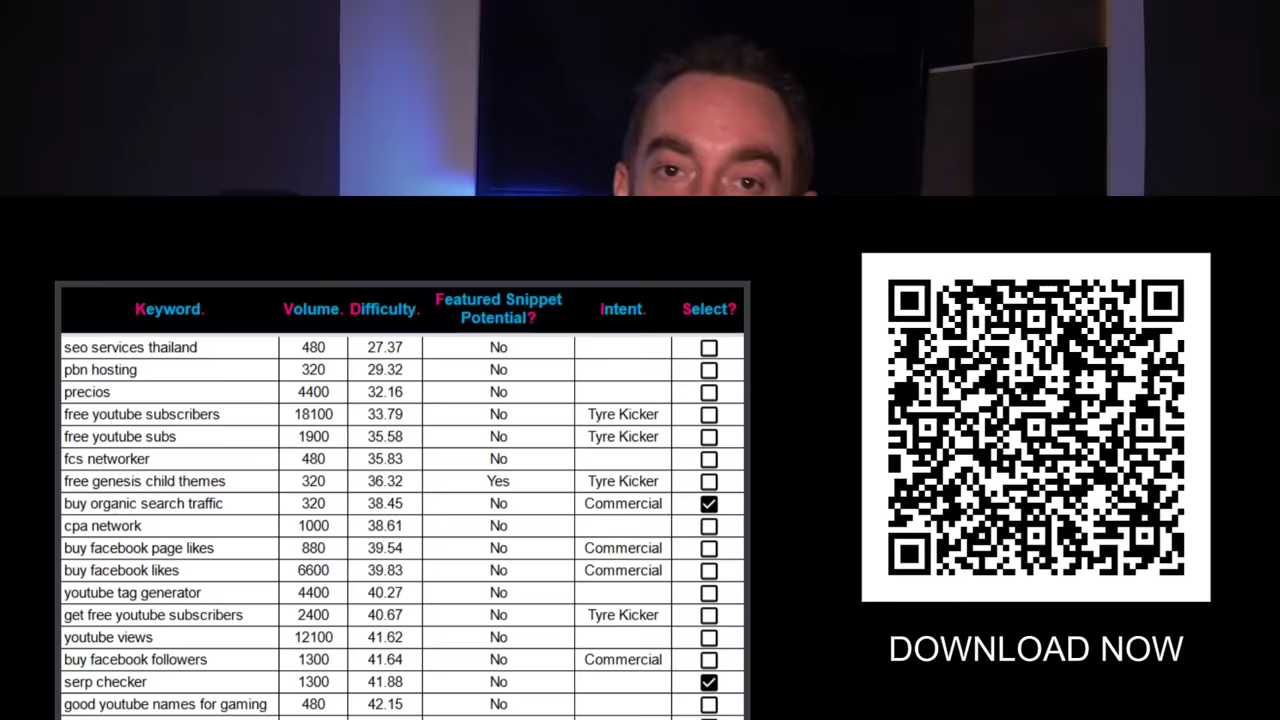 Keyword. Volume. Difficulty. Featured Snippet Potential? Intent. Select?
seo services thailand 480 27.37 No
pbn hosting 320 29.32 No
precios 4400 32.16 No
free youtube subscribers 18100 33.79 No Tyre Kicker
free youtube subs 1900 35.58 No Tyre Kicker
fcs networker 480 35.83 No
free genesis child themes 320 36.32 Yes Tyre Kicker
buy organic search traffic 320 38.45 No Commercial
cpa network 1000 38.61 No
buy facebook page likes 880 39.54 No Commercial
buy facebook likes 6600 39.83 No Commercial
youtube tag generator 4400 40.27 No
get free youtube subscribers 2400 40.67 No Tyre Kicker
youtube views 12100 41.62 No
buy facebook followers 1300 41.64 No Commercial
serp checker 1300 41.88 No
good youtube names for gaming 480 42.15 No
DOWNLOAD NOW